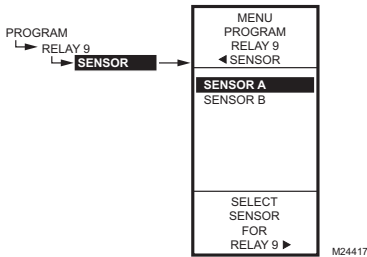 PROGRAM
RELAY 9
SENSOR
MENU
PROGRAM
RELAY 9
◄ SENSOR
SENSOR A
SENSOR B
SELECT
SENSOR
FOR
RELAY 9 ►
M24417